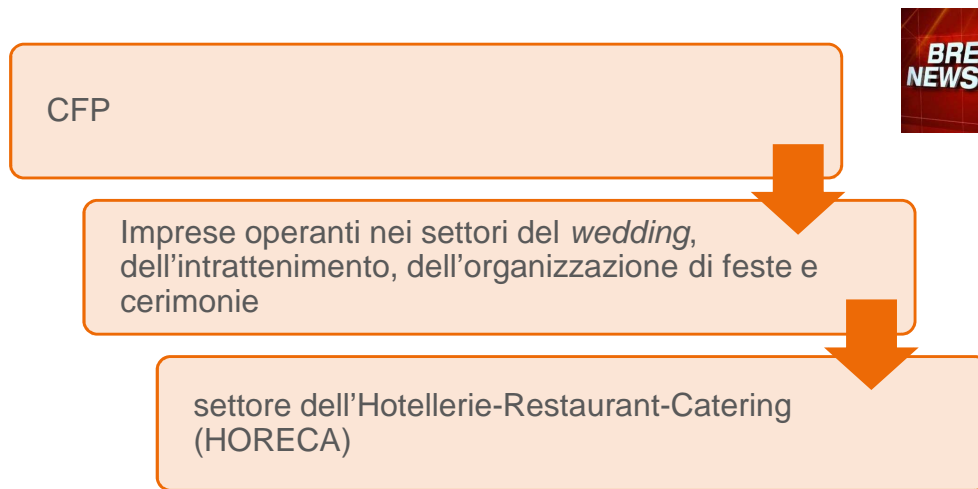 BRE
NEWS
CFP
Imprese operanti nei settori del wedding,
dell'intrattenimento, dell'organizzazione di feste e
cerimonie
settore dell’Hotellerie-Restaurant-Catering
(HORECA)